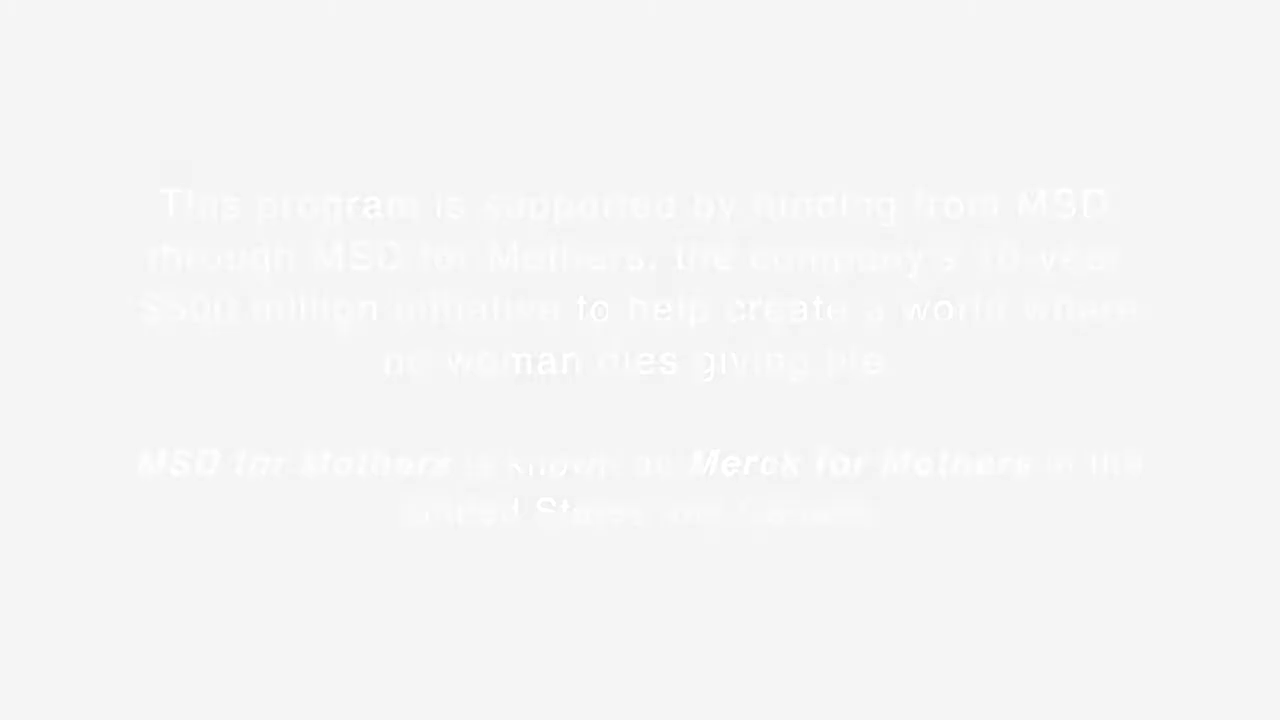 This program is supported by funding from MSD
through MSD for Mothers, the company's 10-year
$500 million initiative to help create a world where
no woman dies giving life
MSD for Mothers is known as Merck for Mothers in the
United States and Canada